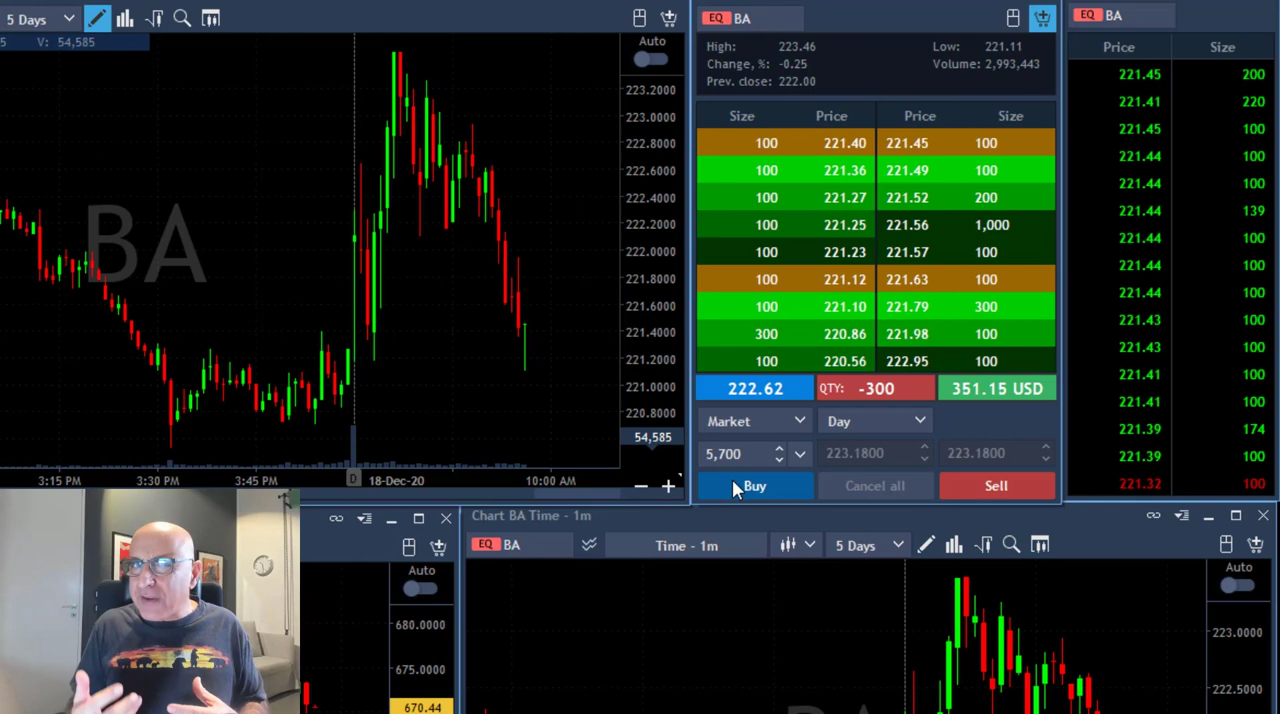 5 Days
5 V: 54,585
BA
Auto
223.2000
223.0000
222.8000
222.6000
222.4000
222.2000
222.0000
221.8000
221.6000
221.4000
221.2000
221.0000
220.8000
54,585
3:15 PM 3:30 PM 3:45 PM D 18-Dec-20 10:00 AM
EQ BA
High: 223.46 Low: 221.11
Change, %: -0.25 Volume: 2,993,443
Prev. close: 222.00
Size Price Price Size
100 221.40 221.45 100
100 221.36 221.49 100
100 221.27 221.52 200
100 221.25 221.56 1,000
100 221.23 221.57 100
100 221.12 221.63 100
100 221.10 221.79 300
300 220.86 221.98 100
100 220.56 222.95 100
222.62 QTY: -300 351.15 USD
Market Day
5,700 223.1800 223.1800
Buy Cancel all Sell
EQ BA
Price Size
221.45 200
221.41 220
221.45 100
221.44 100
221.44 100
221.44 139
221.44 100
221.44 100
221.44 100
221.43 100
221.43 100
221.41 100
221.41 100
221.39 174
221.39 100
221.32 100
Auto
680.0000
675.0000
670.44
Chart BA Time - 1m
EQ BA Time - 1m 5 Days
Auto
223.0000
222.5000